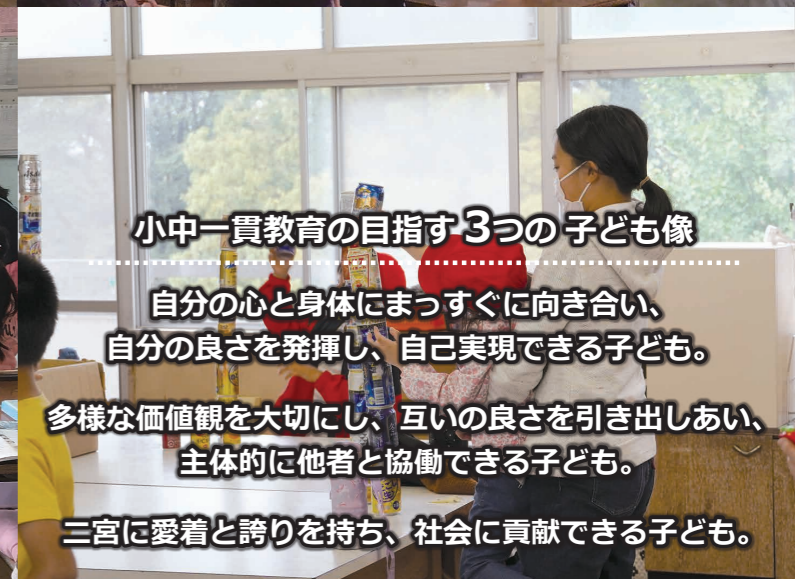 小中一貫教育の目指す3つの子ども像
自分の心と身体にまっすぐに向き合い、
自分の良さを発揮し、自己実現できる子ども。
多様な価値観を大切にし、互いの良さを引き出しあい、
主体的に他者と協働できる子ども。
二宮に愛着と誇りを持ち、社会に貢献できる子ども。